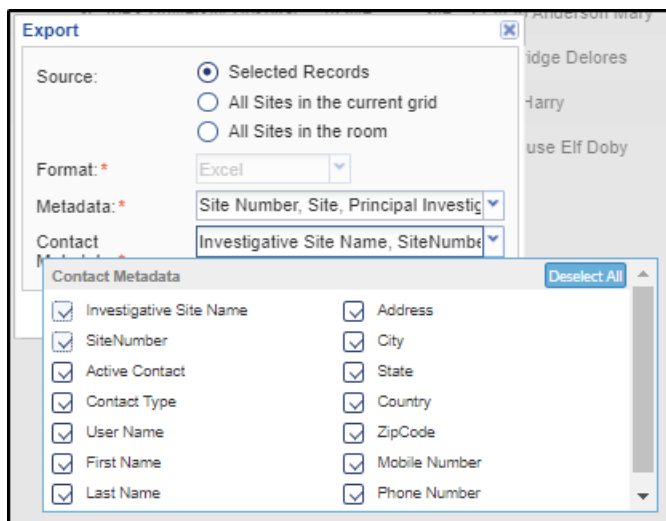 Anderson Mary
Export
ridge Delores
Source:
Selected Records
All Sites in the current grid
Harry
All Sites in the room
use Elf Doby
Format:*
Excel
Metadata:*
Site Number, Site, Principal Investig
Contact
Investigative Site Name, SiteNumbe
Contact Metadata
Deselect All
Investigative Site Name
Address
SiteNumber
City
Active Contact
State
Contact Type
Country
User Name
ZipCode
First Name
Mobile Number
Last Name
Phone Number